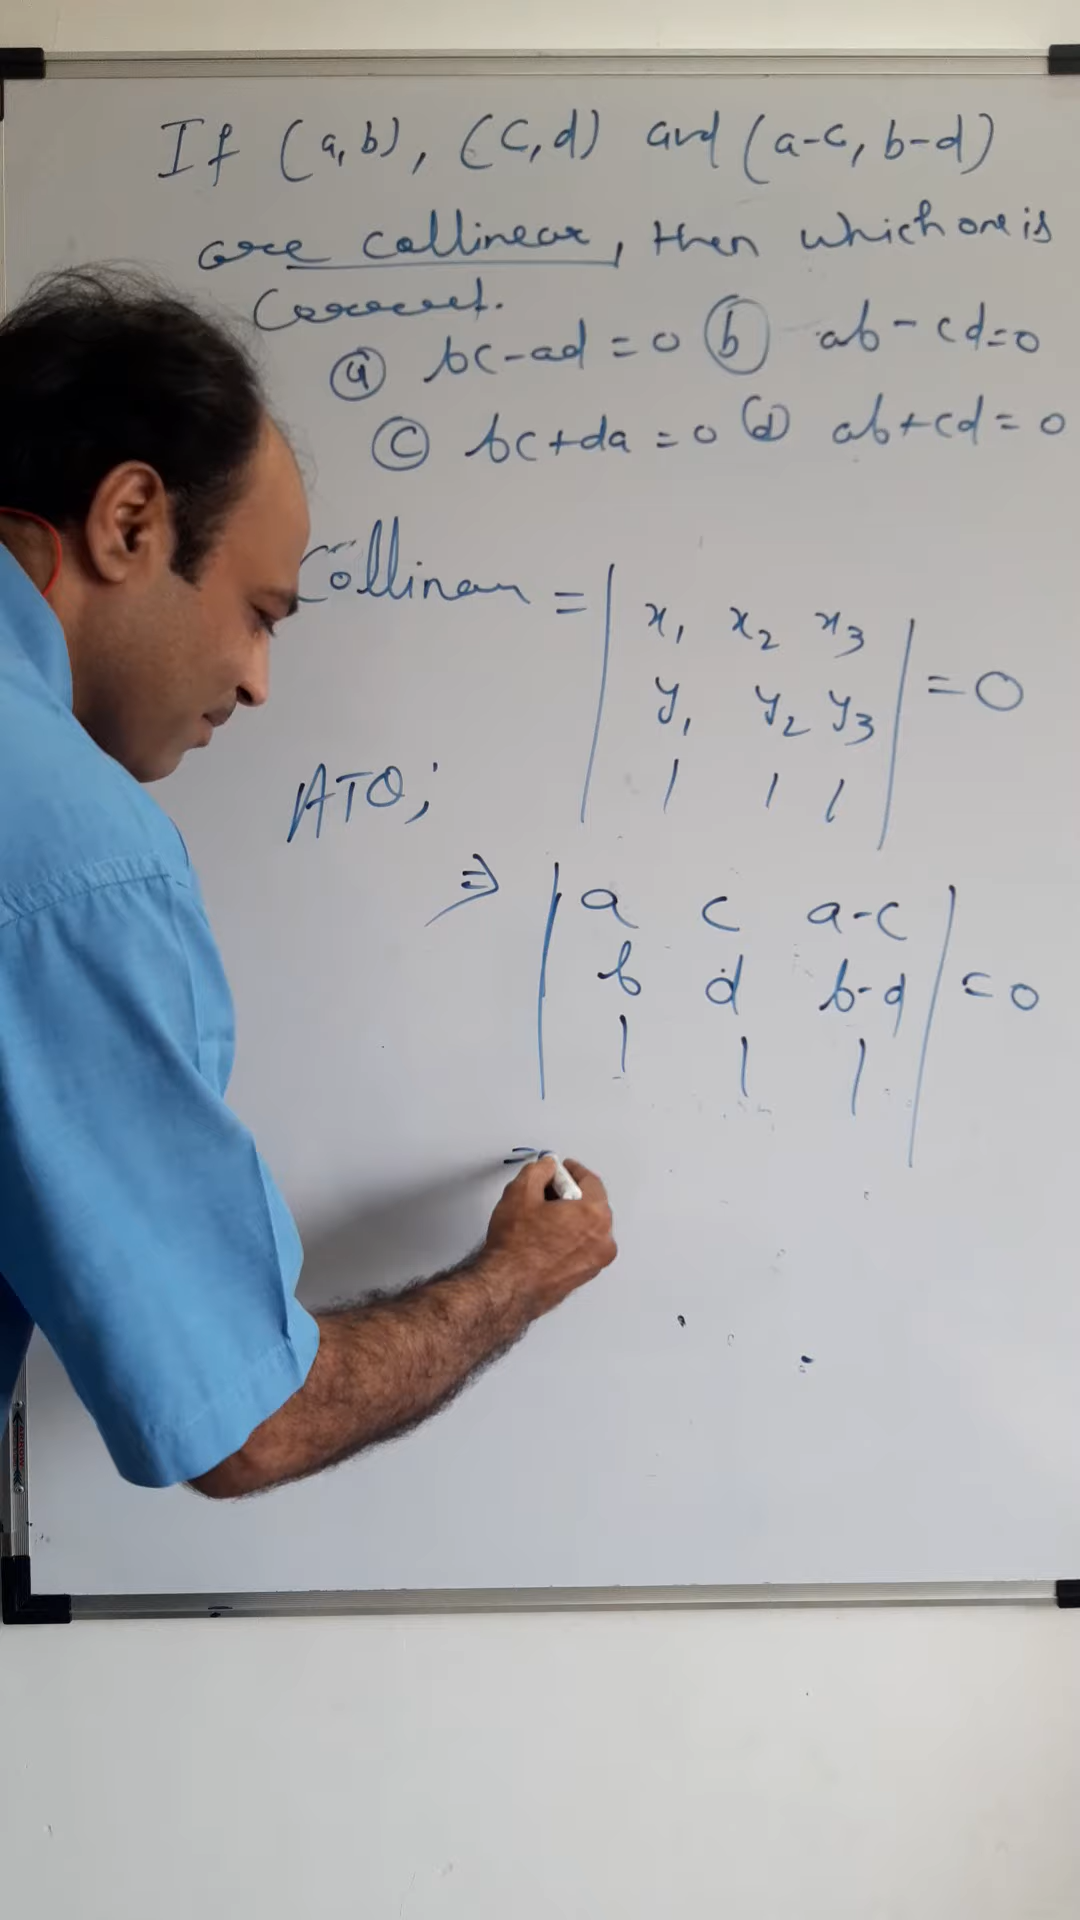 If (a,b), (c,d) and (a-c, b-d)
are collinear, then which one is
correct.
(a) bc-ad=0 (b) ab-cd=0
(c) bc+da=0 (d) ab+cd=0
Collinear = | x₁ x₂ x₃ |
| y₁ y₂ y₃ | = 0
| 1 1 1 |
ATQ;
⇒ | a c a-c |
| b d b-d | = 0
| 1 1 1 |
=
ARROW